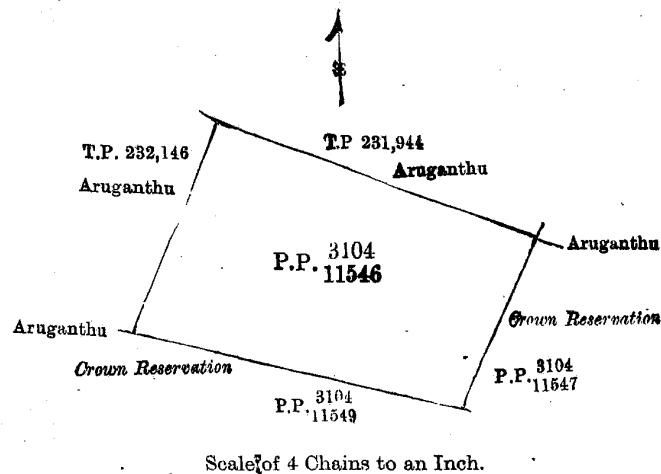 T.P. 232,146
Aruganthu
T.P 231,944
Aruganthu
Aruganthu
P.P. 3104
11546
Crown Reservation
Aruganthu
Crown Reservation
P.P. 3104
11547
P.P. 3104
11549
Scale of 4 Chains to an Inch.